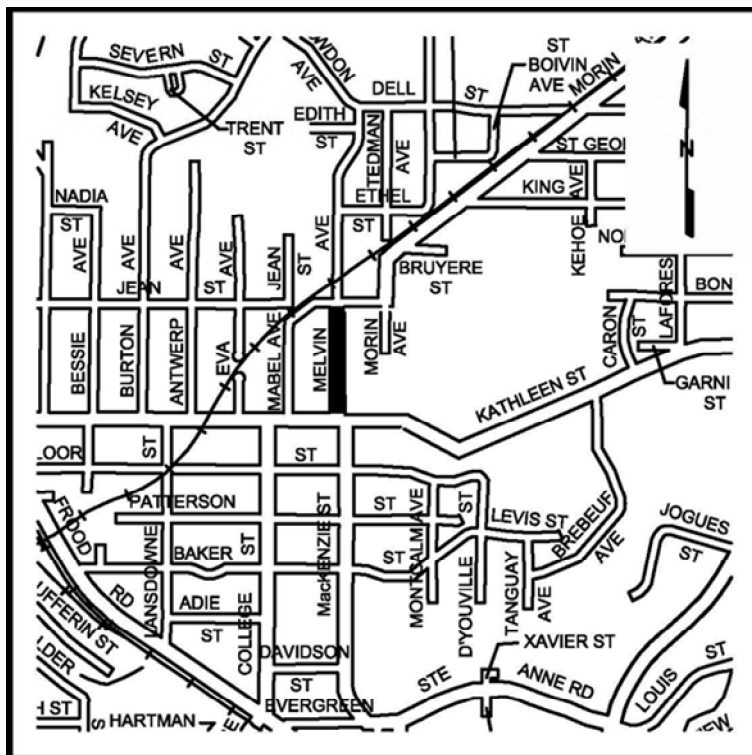 SEVERN ST
KELSEY AVE
TRENT ST
WDON AVE
EDITH ST
DELL ST
ST
BOIVIN AVE
MORIN
TEDMAN AVE
ST GEO
KING
KEHOE AVE
N
NADIA ST
ETHEL ST
NO
BRUYERE ST
JEAN ST
BESSIE AVE
BURTON AVE
ANTWERP AVE
EVA AVE
MABEL AVE
JEAN ST
MELVIN AVE
MORIN AVE
CARON ST
LAFORES
BON
GARNI ST
KATHLEEN ST
LOOR ST
PATTERSON ST
FROOD RD
LANSDOWNE ST
BAKER ST
ADIE ST
COLLEGE ST
MacKENZIE ST
MONTCALM AVE
D'YOUVILLE ST
LEVIS ST
TANGUAY AVE
BREBEUF AVE
JOGUES ST
UFFERIN ST
LDER
H ST
S
HARTMAN
E
DAVIDSON ST
EVERGREEN
STE ANNE RD
XAVIER ST
LOUIS ST
EW